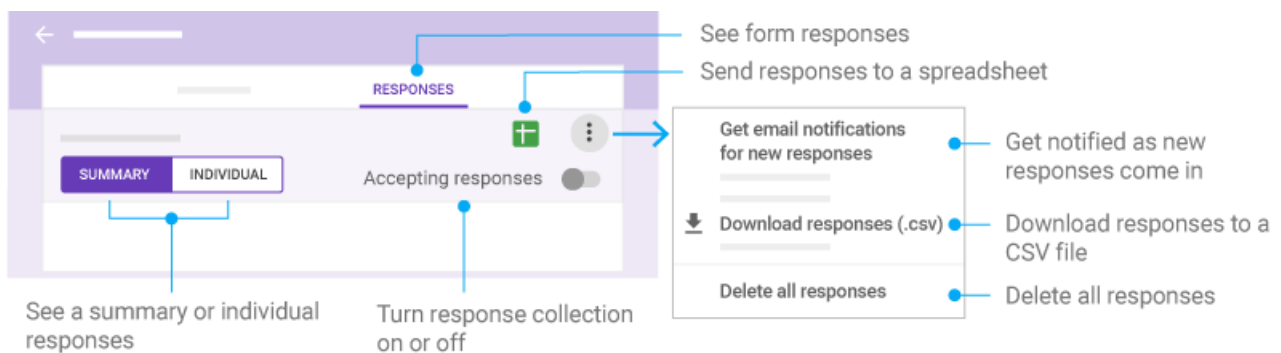 See form responses
Send responses to a spreadsheet
RESPONSES
SUMMARY
INDIVIDUAL
Accepting responses
See a summary or individual
responses
Turn response collection
on or off
Get email notifications
for new responses
Download responses (.csv)
Delete all responses
Get notified as new
responses come in
Download responses to a
CSV file
Delete all responses